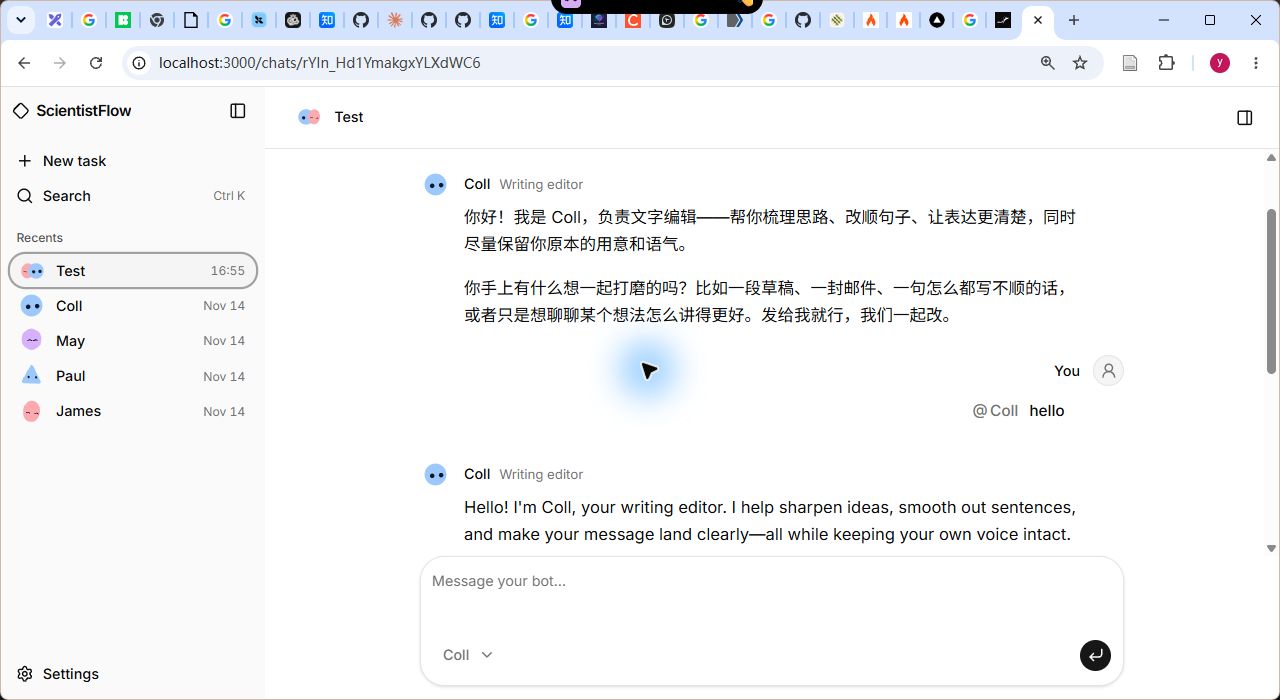 localhost:3000/chats/rYIn_Hd1YmakgxYLXdWC6
y
ScientistFlow
Test
New task
Search Ctrl K
Recents
Test 16:55
Coll Nov 14
May Nov 14
Paul Nov 14
James Nov 14
Settings
Coll Writing editor
你好！我是 Coll，负责文字编辑——帮你梳理思路、改顺句子、让表达更清楚，同时
尽量保留你原本的用意和语气。
你手上有什么想一起打磨的吗？比如一段草稿、一封邮件、一句怎么都写不顺的话，
或者只是想聊聊某个想法怎么讲得更好。发给我就行，我们一起改。
You
@Coll hello
Coll Writing editor
Hello! I'm Coll, your writing editor. I help sharpen ideas, smooth out sentences,
and make your message land clearly—all while keeping your own voice intact.
Message your bot...
Coll